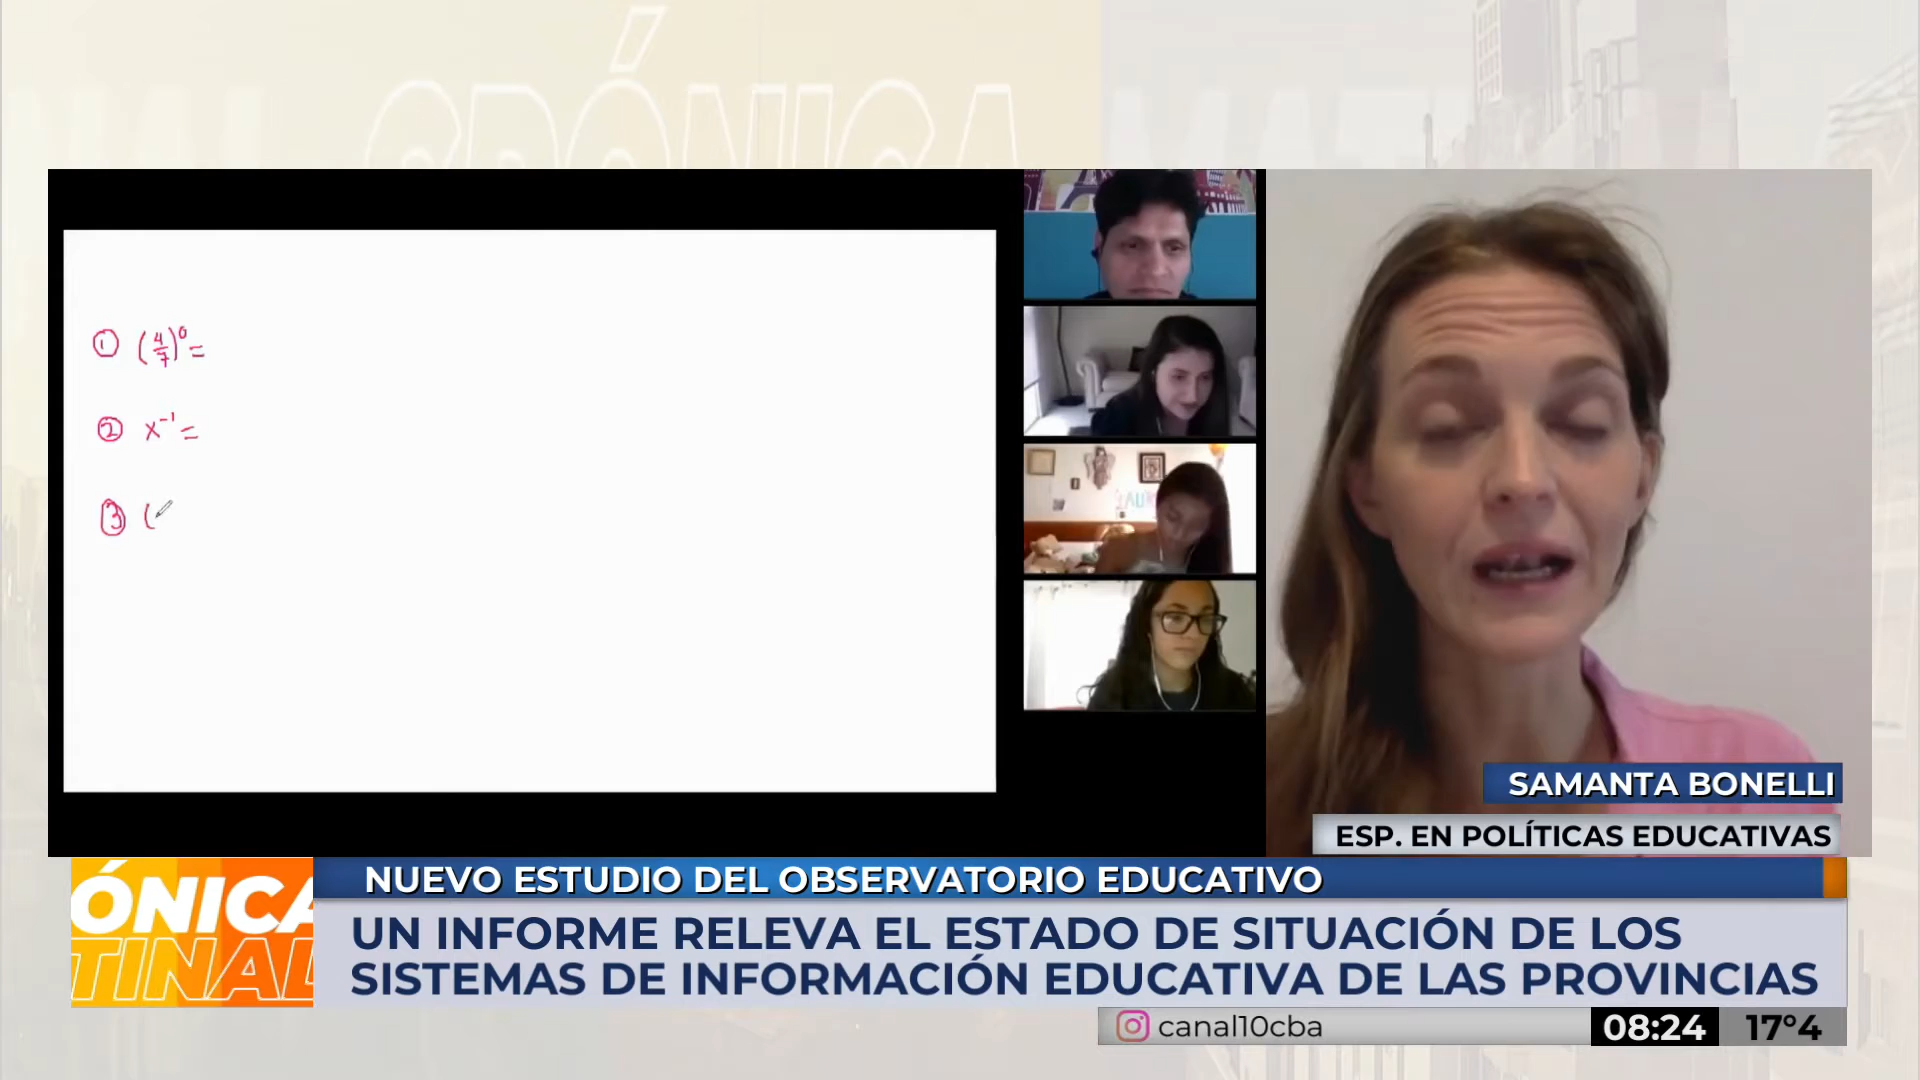 CRÓNICA
① (4/7)⁰ =
② x⁻¹ =
③ (
LAUR
SAMANTA BONELLI
ESP. EN POLÍTICAS EDUCATIVAS
ÓNICA
TINAL
NUEVO ESTUDIO DEL OBSERVATORIO EDUCATIVO
UN INFORME RELEVA EL ESTADO DE SITUACIÓN DE LOS
SISTEMAS DE INFORMACIÓN EDUCATIVA DE LAS PROVINCIAS
canal10cba
08:24 17°4